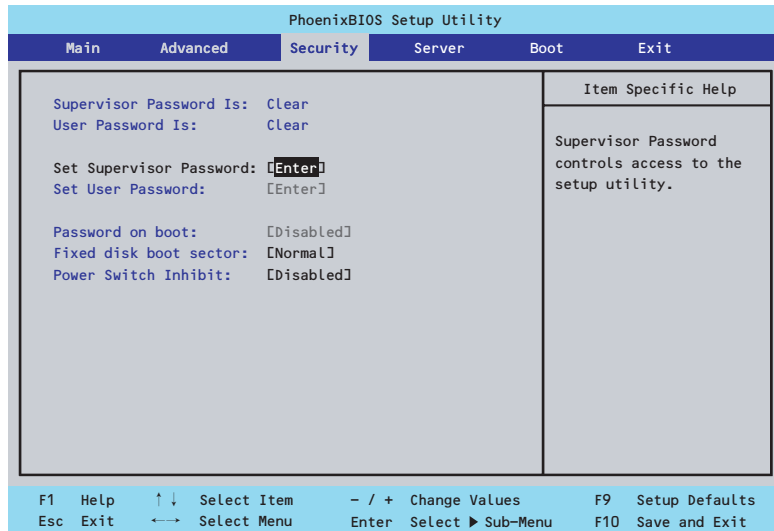 PhoenixBIOS Setup Utility
Main Advanced Security Server Boot Exit
Supervisor Password Is: Clear
User Password Is: Clear
Set Supervisor Password: [Enter]
Set User Password: [Enter]
Password on boot: [Disabled]
Fixed disk boot sector: [Normal]
Power Switch Inhibit: [Disabled]
Item Specific Help
Supervisor Password
controls access to the
setup utility.
F1 Help ↑↓ Select Item − / + Change Values F9 Setup Defaults
Esc Exit ←→ Select Menu Enter Select ▶ Sub−Menu F10 Save and Exit